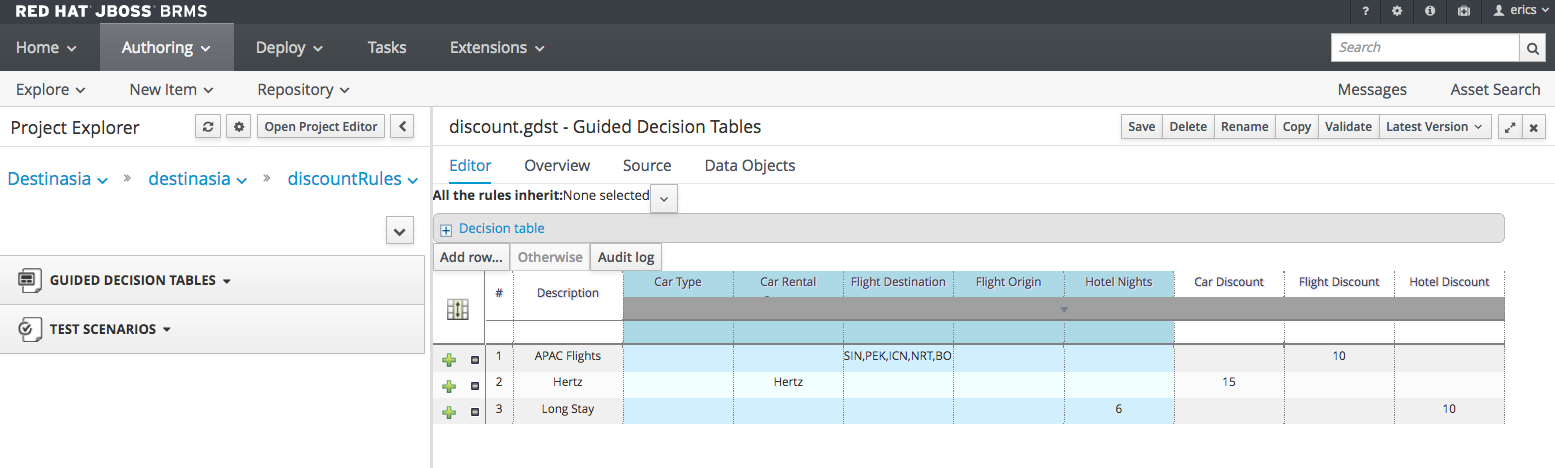 RED HAT JBOSS BRMS
? erics
Home Authoring Deploy Tasks Extensions Search
Explore New Item Repository Messages Asset Search
Project Explorer Open Project Editor
Destinasia » destinasia » discountRules
GUIDED DECISION TABLES
TEST SCENARIOS
discount.gdst - Guided Decision Tables Save Delete Rename Copy Validate Latest Version
Editor Overview Source Data Objects
All the rules inherit:None selected
Decision table
Add row... Otherwise Audit log
# Description Car Type Car Rental Flight Destination Flight Origin Hotel Nights Car Discount Flight Discount Hotel Discount
1 APAC Flights SIN,PEK,ICN,NRT,BO 10
2 Hertz Hertz 15
3 Long Stay 6 10